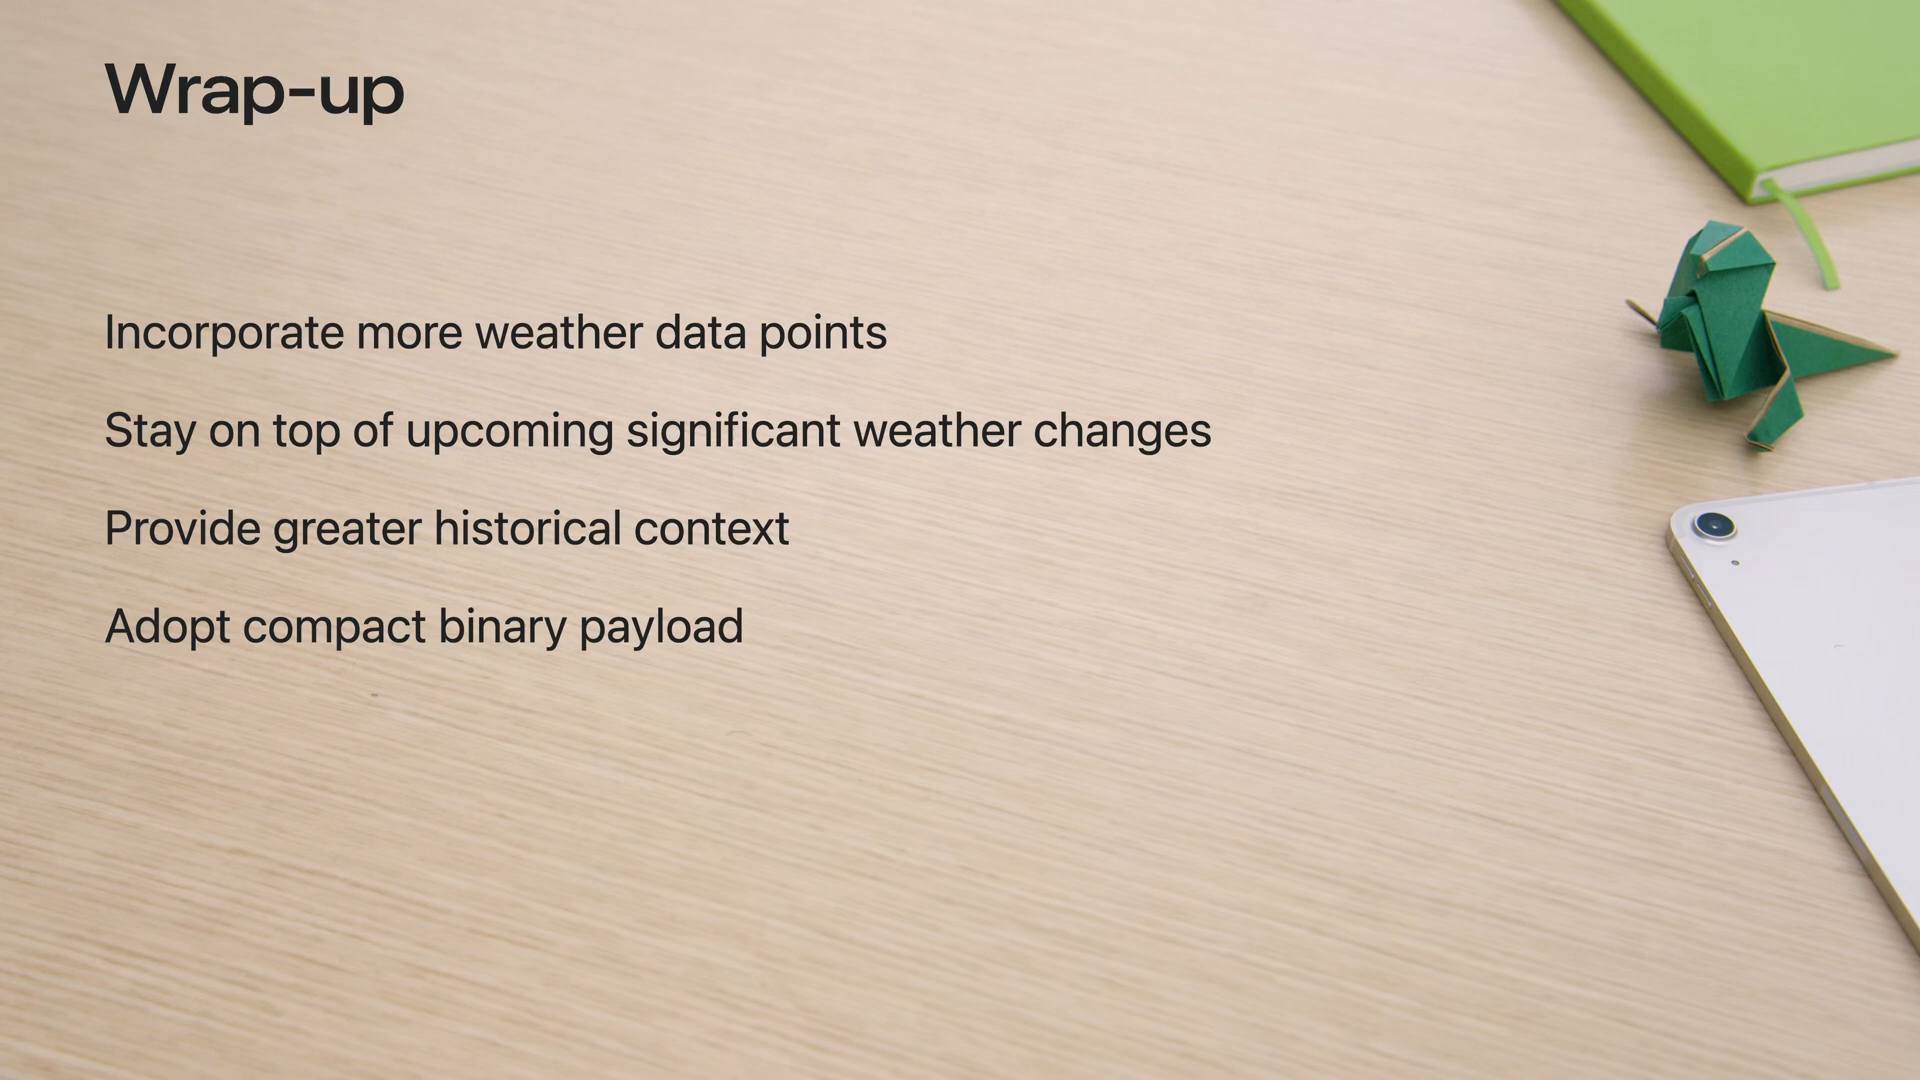 Wrap-up
Incorporate more weather data points
Stay on top of upcoming significant weather changes
Provide greater historical context
Adopt compact binary payload